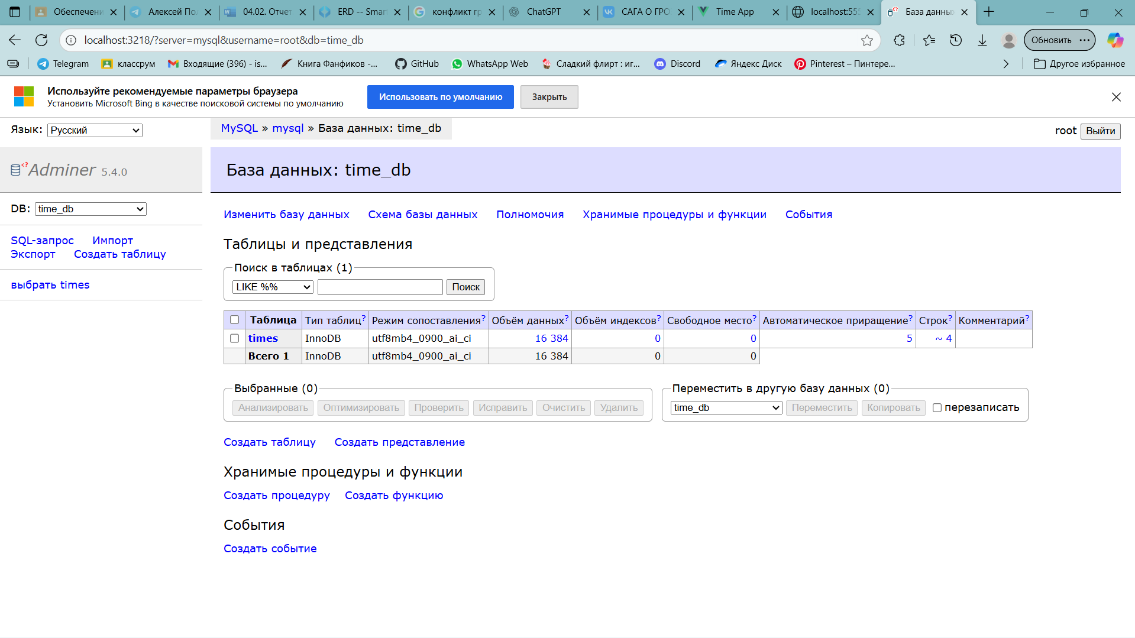 Обеспечен
Алексей По
04.02. Отчет
ERD -- Smar
конфликт гр
ChatGPT
САГА О ГРО
Time App
localhost:555
База данны
localhost:3218/?server=mysql&username=root&db=time_db
Обновить
Telegram
классрум
Входящие (396) - is...
Книга Фанфиков -...
GitHub
WhatsApp Web
Сладкий флирт : иг...
Discord
Яндекс Диск
Pinterest – Пинтере...
Другое избранное
Используйте рекомендуемые параметры браузера
Установить Microsoft Bing в качестве поисковой системы по умолчанию
Использовать по умолчанию
Закрыть
Язык: Русский
MySQL » mysql » База данных: time_db
root Выйти
Adminer 5.4.0
База данных: time_db
DB: time_db
Изменить базу данных Схема базы данных Полномочия Хранимые процедуры и функции События
SQL-запрос Импорт
Экспорт Создать таблицу
выбрать times
Таблицы и представления
Поиск в таблицах (1)
LIKE %% Поиск
Таблица Тип таблиц? Режим сопоставления? Объём данных? Объём индексов? Свободное место? Автоматическое приращение? Строк? Комментарий?
times InnoDB utf8mb4_0900_ai_ci 16 384 0 0 5 ~ 4
Всего 1 InnoDB utf8mb4_0900_ai_ci 16 384 0 0
Выбранные (0)
Анализировать Оптимизировать Проверить Исправить Очистить Удалить
Переместить в другую базу данных (0)
time_db Переместить Копировать перезаписать
Создать таблицу Создать представление
Хранимые процедуры и функции
Создать процедуру Создать функцию
События
Создать событие